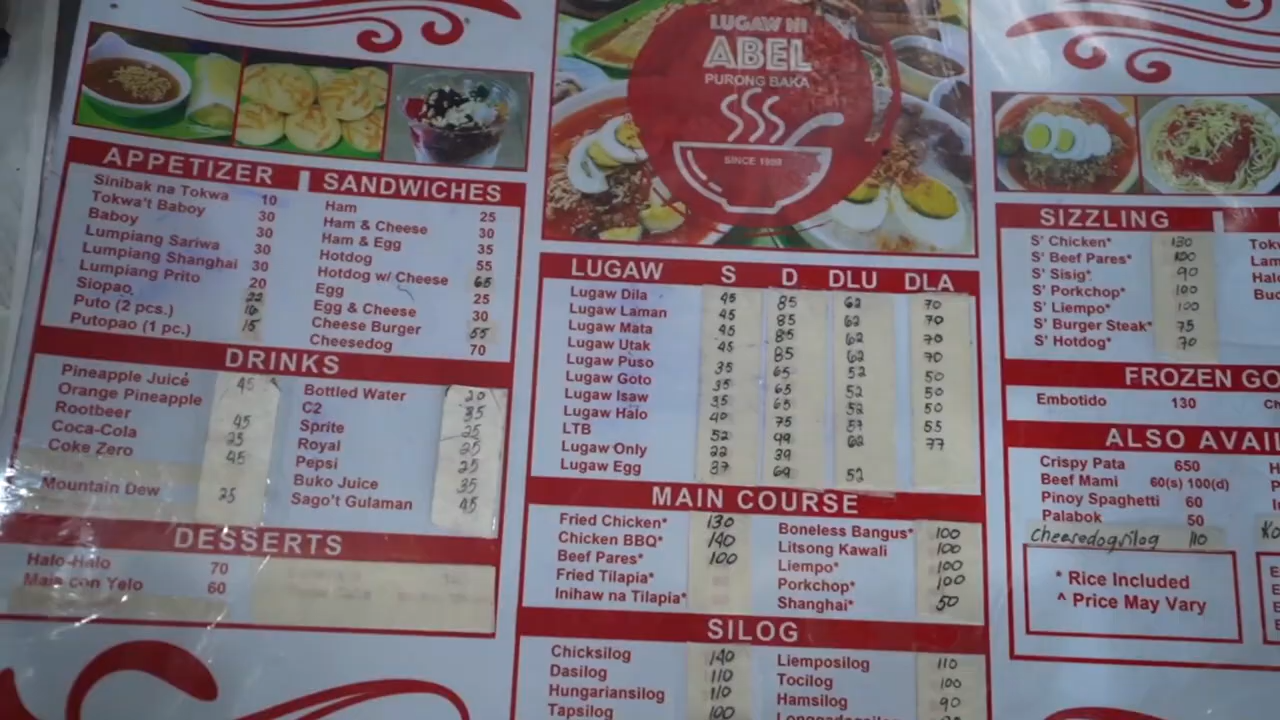 LUGAW NI
ABEL
PURONG BAKA
SINCE
APPETIZER
Sinibak na Tokwa 10
Tokwa't Baboy 30
Baboy 30
Lumpiang Sariwa 30
Lumpiang Shanghai 30
Lumpiang Prito 20
Siopao 22
Puto (2 pcs.)
Putopao (1 pc.) 15
SANDWICHES
Ham 25
Ham & Cheese 30
Ham & Egg 35
Hotdog 55
Hotdog w/ Cheese 65
Egg 25
Egg & Cheese 30
Cheese Burger 55
Cheesedog 70
DRINKS
Pineapple Juice 45
Orange Pineapple
Rootbeer 45
Coca-Cola 25
Coke Zero 45
Mountain Dew 25
Bottled Water 20
C2 35
Sprite 25
Royal 25
Pepsi 25
Buko Juice 35
Sago't Gulaman 45
DESSERTS
Halo-Halo 70
Mais con Yelo 60
LUGAW S D DLU DLA
Lugaw Dila 45 85 62 70
Lugaw Laman 45 85 62 70
Lugaw Mata 45 85 62 70
Lugaw Utak 45 85 62 70
Lugaw Puso 35 65 52 50
Lugaw Goto 35 65 52 50
Lugaw Isaw 35 65 52 50
Lugaw Halo 40 75 57 55
LTB 52 99 62 77
Lugaw Only 22 39
Lugaw Egg 37 69 52
MAIN COURSE
Fried Chicken* 130
Chicken BBQ* 140
Beef Pares* 100
Fried Tilapia*
Inihaw na Tilapia*
Boneless Bangus* 100
Litsong Kawali 100
Liempo* 100
Porkchop* 100
Shanghai* 50
SILOG
Chicksilog 140
Dasilog 110
Hungariansilog 110
Tapsilog 100
Liemposilog 110
Tocilog 100
Hamsilog 90
SIZZLING
S' Chicken* 130
S' Beef Pares* 100
S' Sisig* 90
S' Porkchop* 100
S' Liempo* 100
S' Burger Steak* 75
S' Hotdog* 70
FROZEN GO
Embotido 130
ALSO AVAI
Crispy Pata 650
Beef Mami 60(s) 100(d)
Pinoy Spaghetti 60
Palabok 50
cheesedogsilog 110
* Rice Included
^ Price May Vary